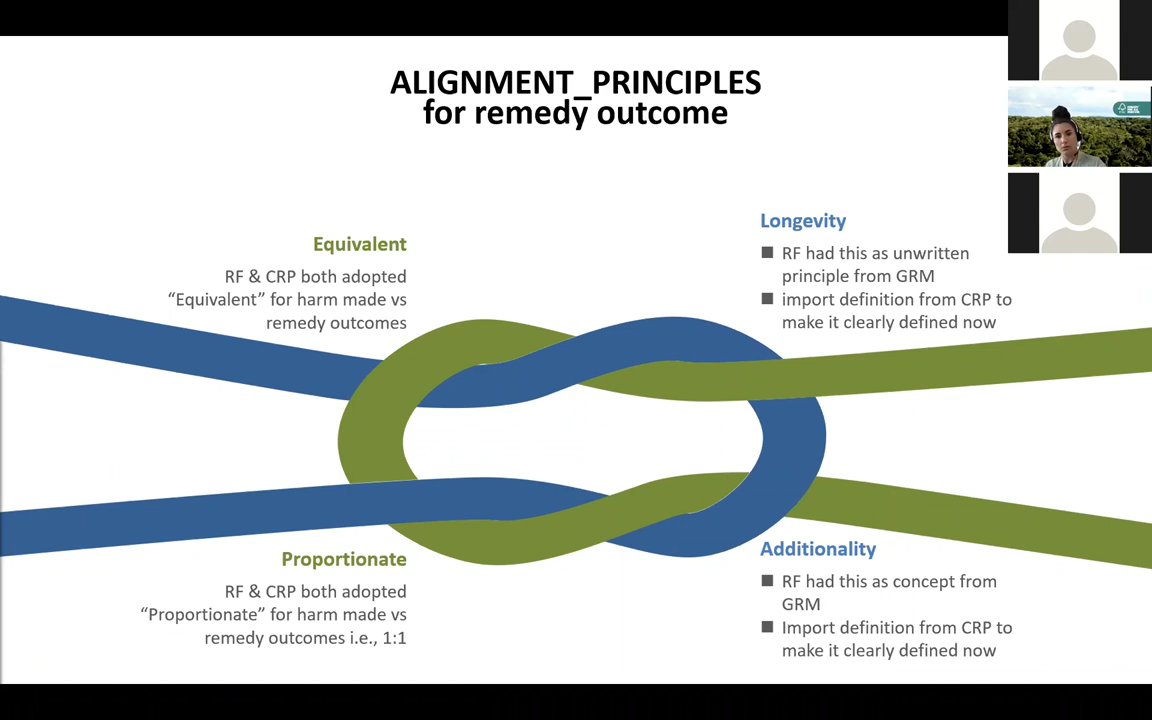 ALIGNMENT_PRINCIPLES
for remedy outcome
Equivalent
RF & CRP both adopted
“Equivalent” for harm made vs
remedy outcomes
Longevity
■ RF had this as unwritten
principle from GRM
■ import definition from CRP to
make it clearly defined now
Proportionate
RF & CRP both adopted
“Proportionate” for harm made vs
remedy outcomes i.e., 1:1
Additionality
■ RF had this as concept from
GRM
■ Import definition from CRP to
make it clearly defined now